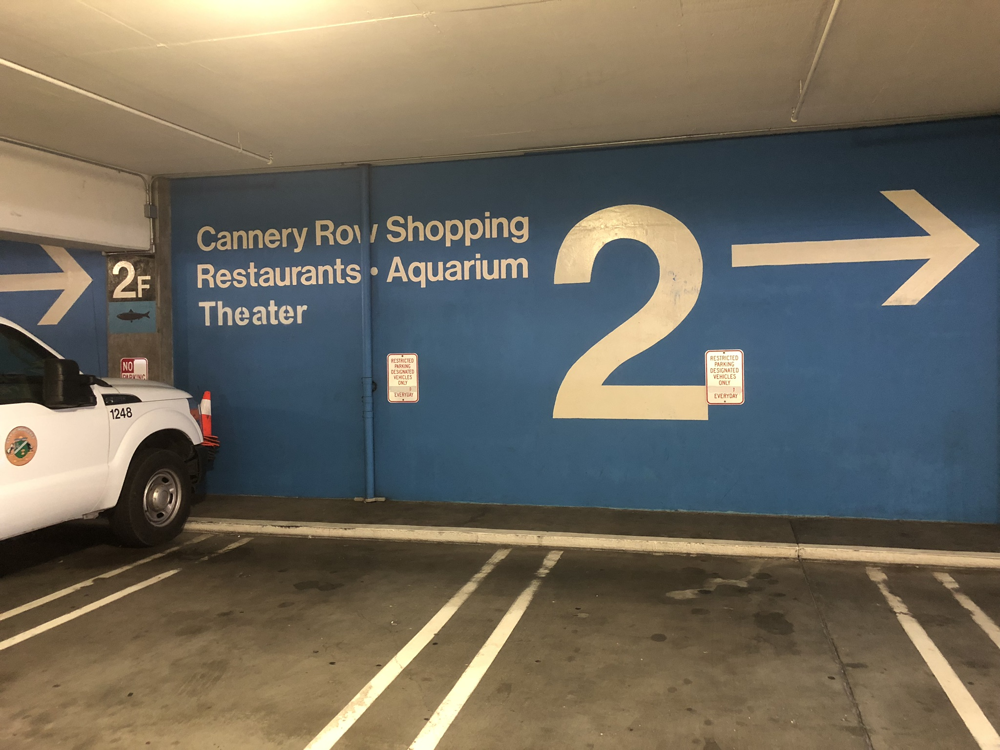 Cannery Row Shopping
Restaurants • Aquarium
Theater
2
2F
NO
PARKING
1248
RESTRICTED
PARKING
DESIGNATED
VEHICLES
ONLY
P
EVERYDAY
RESTRICTED
PARKING
DESIGNATED
VEHICLES
ONLY
P
EVERYDAY